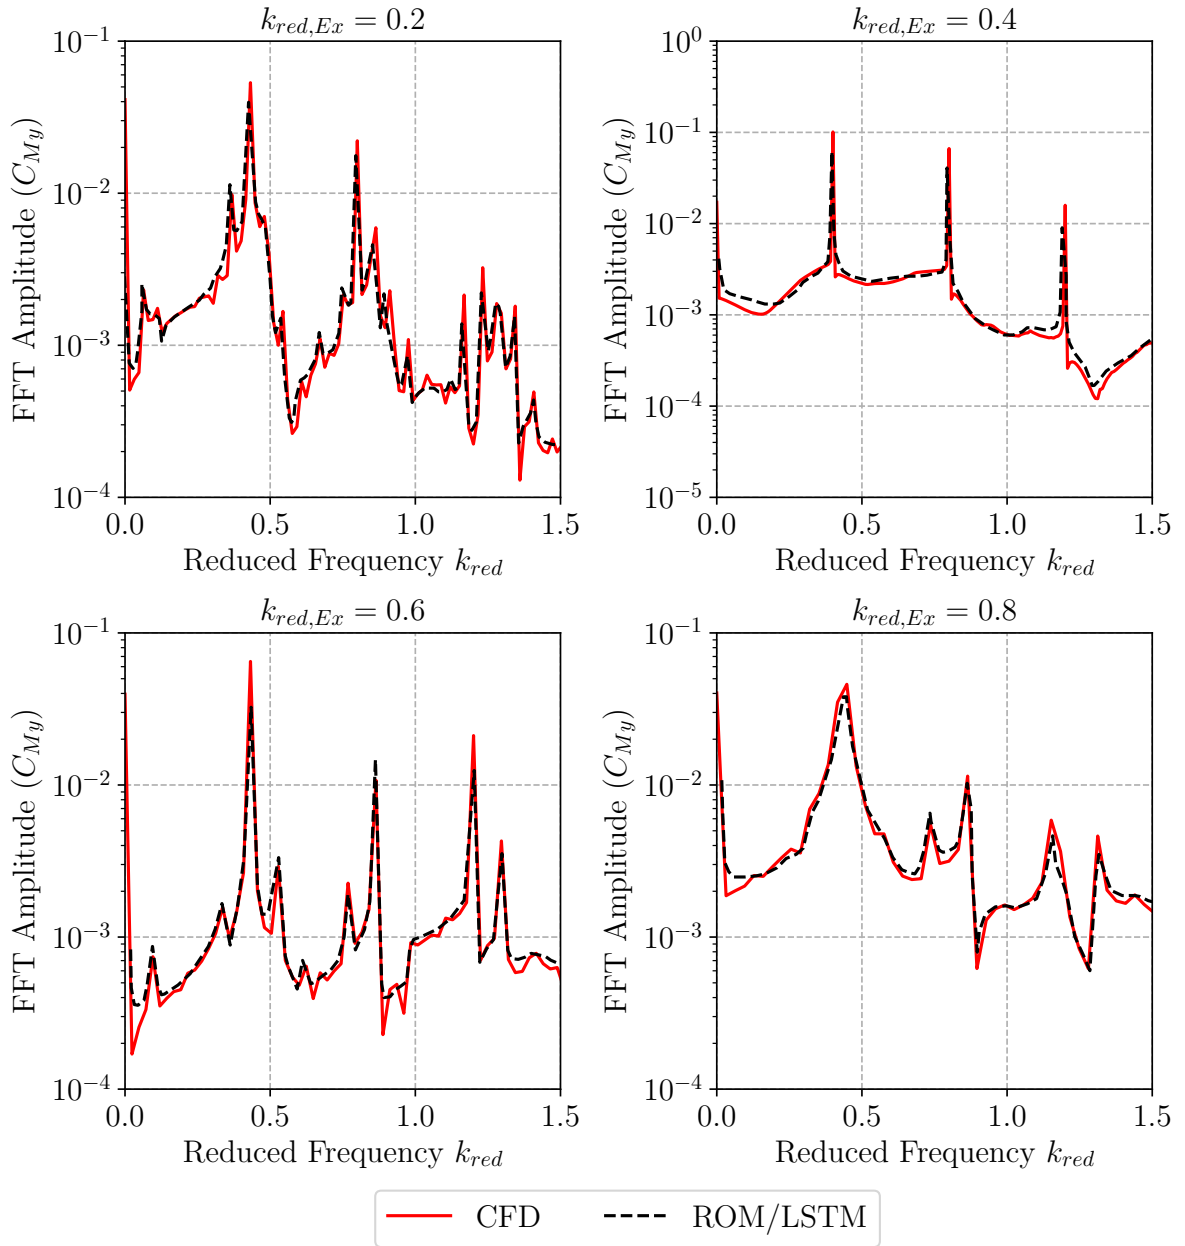 k_{red,Ex} = 0.2
10^{-1}
10^{-2}
10^{-3}
10^{-4}
FFT Amplitude (C_{My})
0.0 0.5 1.0 1.5
Reduced Frequency k_{red}
k_{red,Ex} = 0.4
10^{0}
10^{-1}
10^{-2}
10^{-3}
10^{-4}
10^{-5}
FFT Amplitude (C_{My})
0.0 0.5 1.0 1.5
Reduced Frequency k_{red}
k_{red,Ex} = 0.6
10^{-1}
10^{-2}
10^{-3}
10^{-4}
FFT Amplitude (C_{My})
0.0 0.5 1.0 1.5
Reduced Frequency k_{red}
k_{red,Ex} = 0.8
10^{-1}
10^{-2}
10^{-3}
10^{-4}
FFT Amplitude (C_{My})
0.0 0.5 1.0 1.5
Reduced Frequency k_{red}
CFD ROM/LSTM